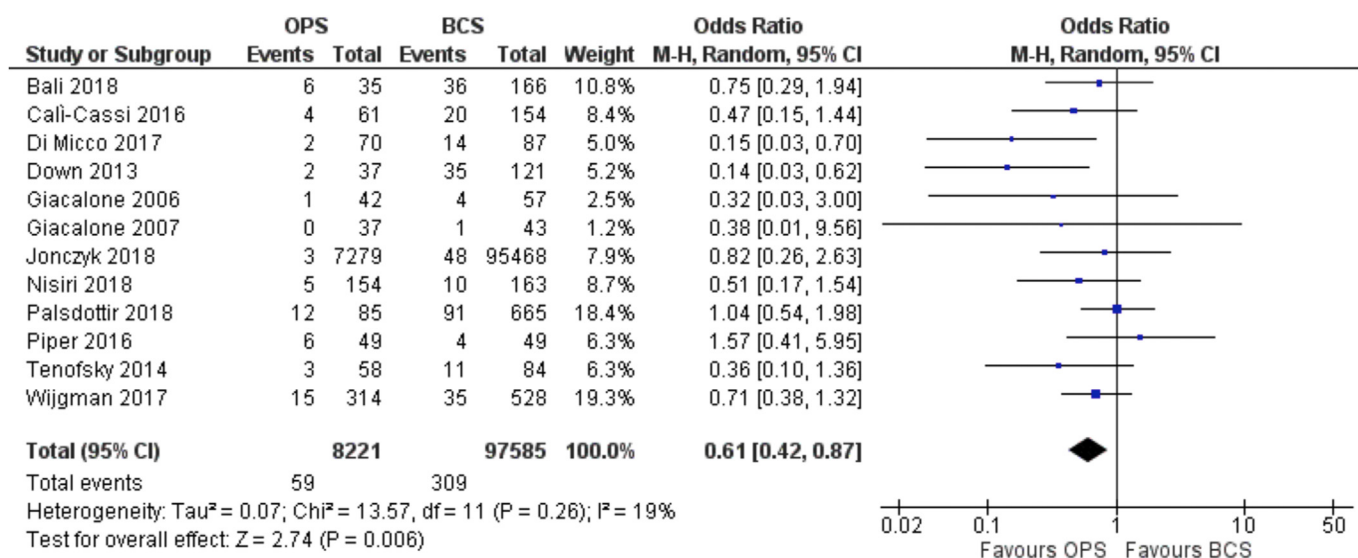 OPS BCS Odds Ratio Odds Ratio
Study or Subgroup Events Total Events Total Weight M-H, Random, 95% CI M-H, Random, 95% CI
Bali 2018 6 35 36 166 10.8% 0.75 [0.29, 1.94]
Calì-Cassi 2016 4 61 20 154 8.4% 0.47 [0.15, 1.44]
Di Micco 2017 2 70 14 87 5.0% 0.15 [0.03, 0.70]
Down 2013 2 37 35 121 5.2% 0.14 [0.03, 0.62]
Giacalone 2006 1 42 4 57 2.5% 0.32 [0.03, 3.00]
Giacalone 2007 0 37 1 43 1.2% 0.38 [0.01, 9.56]
Jonczyk 2018 3 7279 48 95468 7.9% 0.82 [0.26, 2.63]
Nisiri 2018 5 154 10 163 8.7% 0.51 [0.17, 1.54]
Palsdottir 2018 12 85 91 665 18.4% 1.04 [0.54, 1.98]
Piper 2016 6 49 4 49 6.3% 1.57 [0.41, 5.95]
Tenofsky 2014 3 58 11 84 6.3% 0.36 [0.10, 1.36]
Wijgman 2017 15 314 35 528 19.3% 0.71 [0.38, 1.32]
Total (95% CI) 8221 97585 100.0% 0.61 [0.42, 0.87]
Total events 59 309
Heterogeneity: Tau² = 0.07; Chi² = 13.57, df = 11 (P = 0.26); I² = 19%
Test for overall effect: Z = 2.74 (P = 0.006)
0.02 0.1 1 10 50
Favours OPS Favours BCS